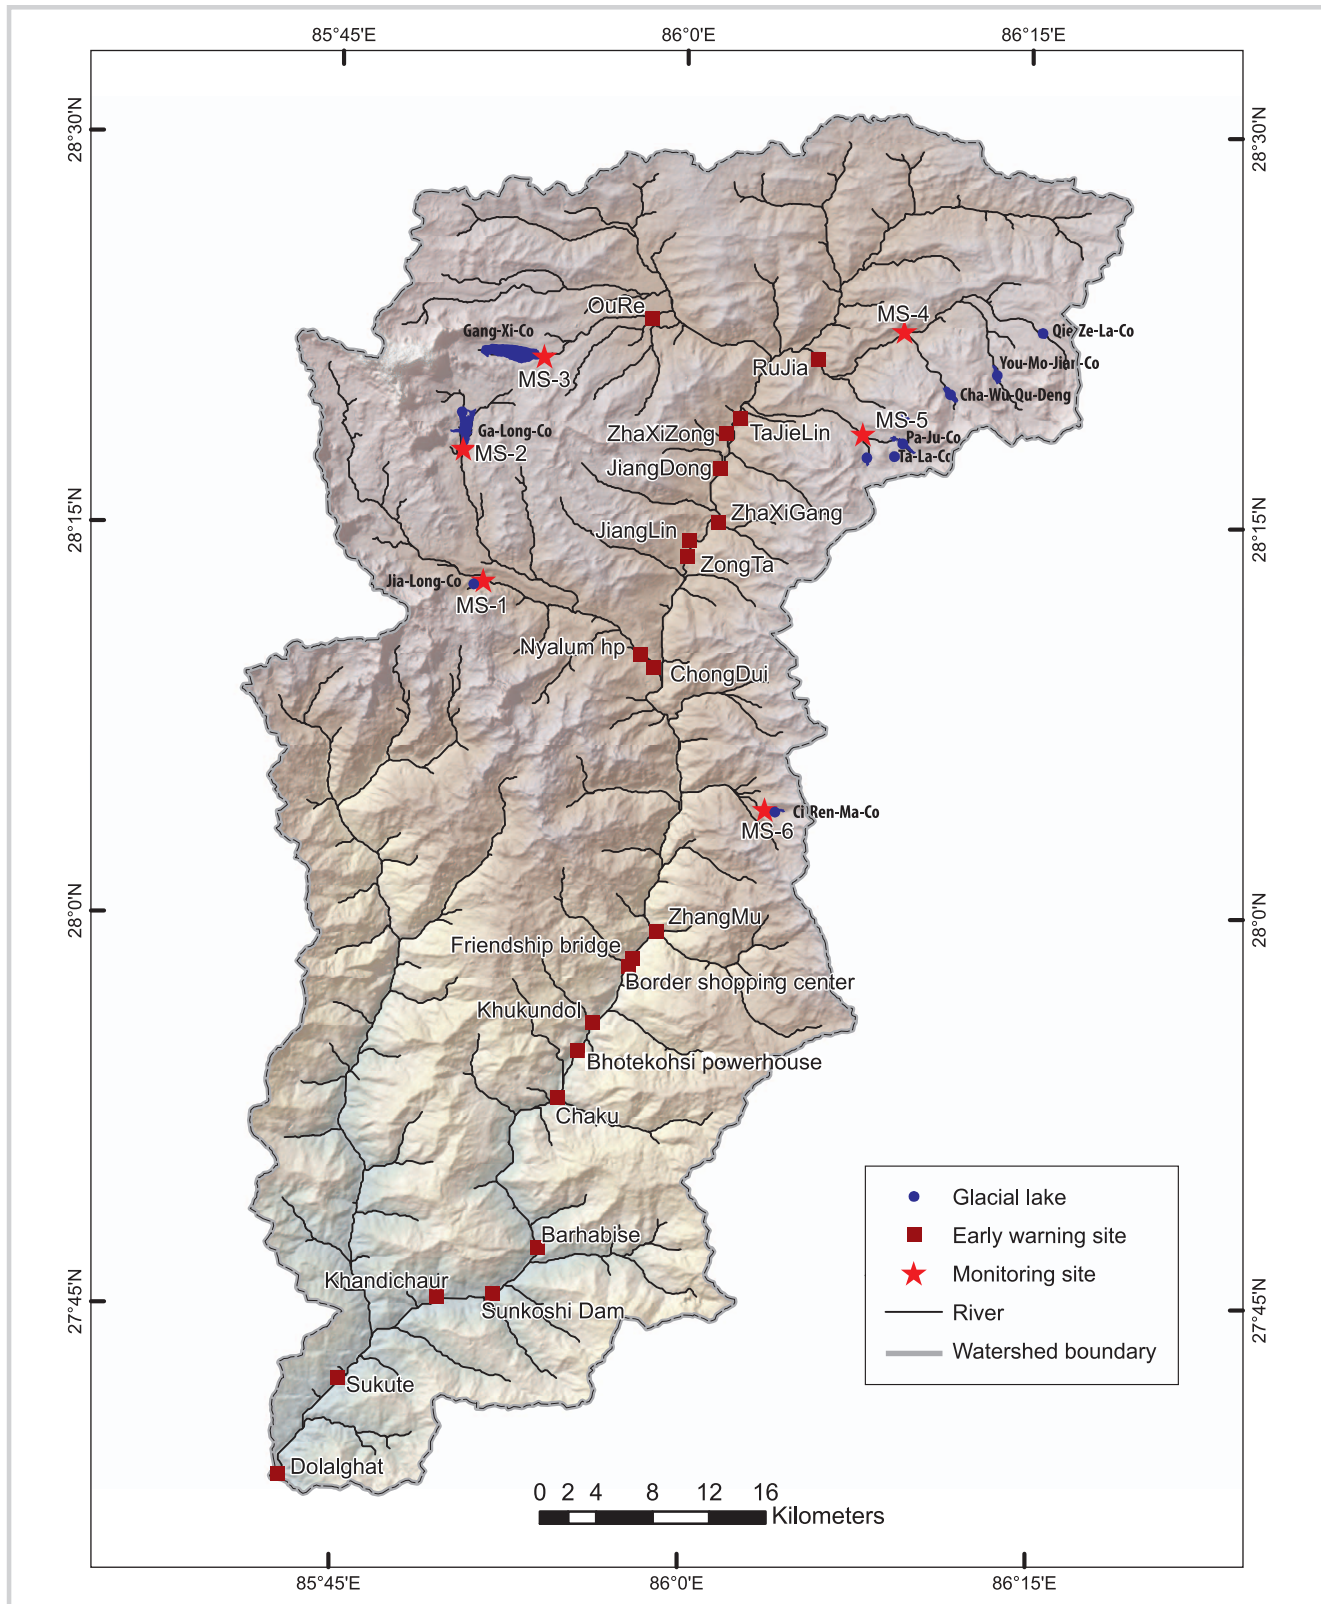 85°45'E
86°0'E
86°15'E
28°30'N
28°30'N
OuRe
MS-4
Gang-Xi-Co
Qie-Ze-La-Co
MS-3
RuJia
You-Mo-Jian-Co
Cha-Wu-Qu-Deng
MS-5
Ga-Long-Co
ZhaXiZong
TaJieLin
Pa-Ju-Co
MS-2
Ta-La-Co
JiangDong
28°15'N
28°15'N
ZhaXiGang
JiangLin
ZongTa
Jia-Long-Co
MS-1
Nyalum hp
ChongDui
Ci-Ren-Ma-Co
MS-6
28°0'N
28°0'N
ZhangMu
Friendship bridge
Border shopping center
Khukundol
Bhotekohsi powerhouse
Chaku
Glacial lake
Early warning site
Monitoring site
River
Watershed boundary
Barhabise
Khandichaur
Sunkoshi Dam
27°45'N
27°45'N
Sukute
Dolalghat
0 2 4 8 12 16
Kilometers
85°45'E
86°0'E
86°15'E